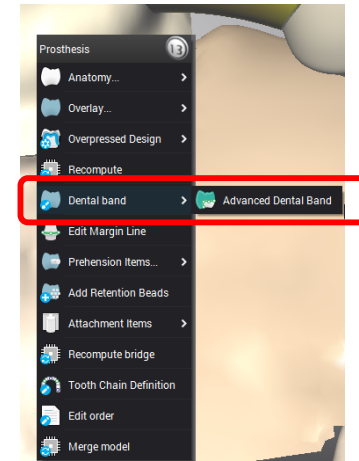 Prosthesis 13
Anatomy...
Overlay...
Overpressed Design
Recompute
Dental band Advanced Dental Band
Edit Margin Line
Prehension Items...
Add Retention Beads
Attachment Items
Recompute bridge
Tooth Chain Definition
Edit order
Merge model